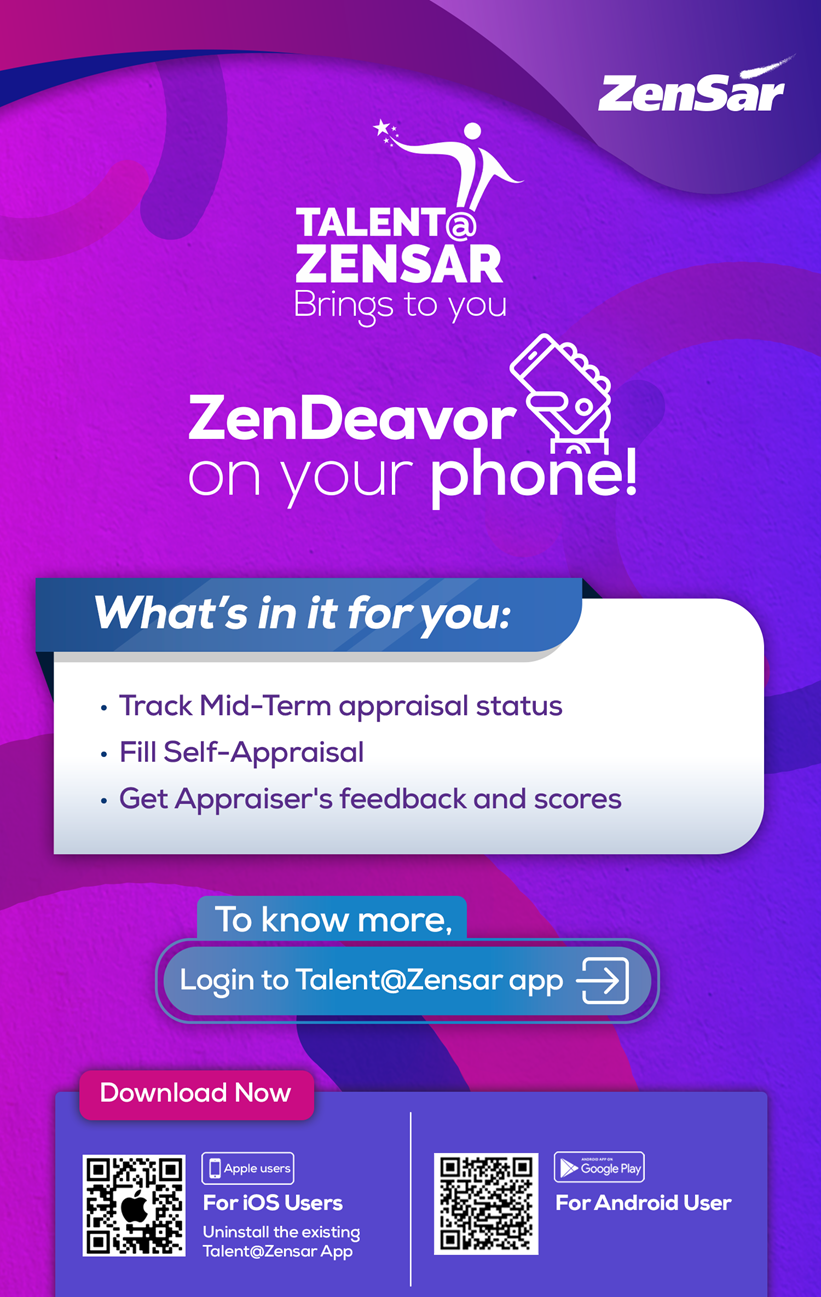 ZenSar
TALENT@
ZENSAR
Brings to you
ZenDeavor
on your phone!
What's in it for you:
• Track Mid-Term appraisal status
• Fill Self-Appraisal
• Get Appraiser's feedback and scores
To know more,
Login to Talent@Zensar app
Download Now
Apple users
For iOS Users
Uninstall the existing
Talent@Zensar App
ANDROID APP ON
Google Play
For Android User